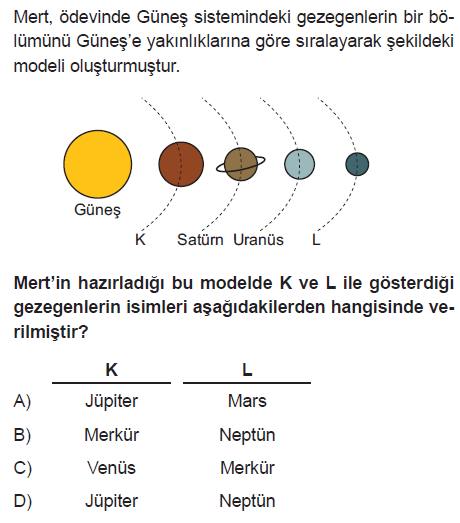 Mert, ödevinde Güneş sistemindeki gezegenlerin bir bö-
lümünü Güneş'e yakınlıklarına göre sıralayarak şekildeki
modeli oluşturmuştur.
Güneş
K Satürn Uranüs L
Mert'in hazırladığı bu modelde K ve L ile gösterdiği
gezegenlerin isimleri aşağıdakilerden hangisinde ve-
rilmiştir?
K L
A) Jüpiter Mars
B) Merkür Neptün
C) Venüs Merkür
D) Jüpiter Neptün